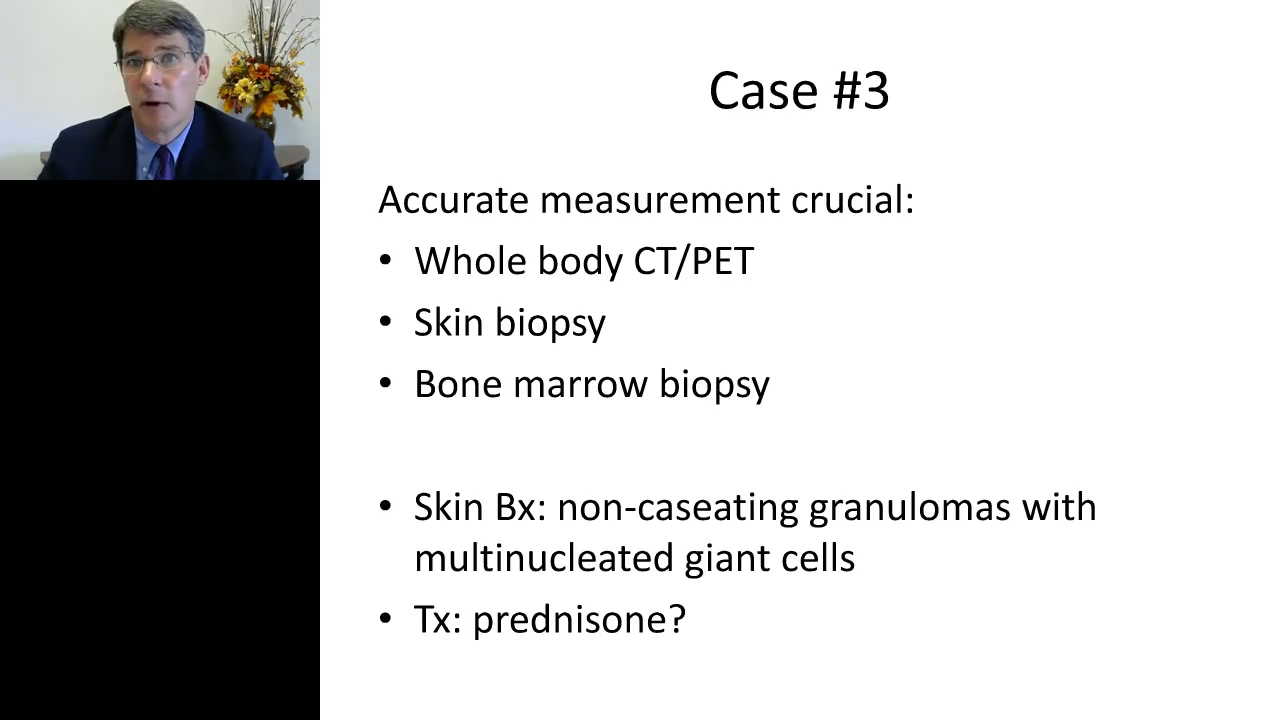 Case #3
Accurate measurement crucial:
• Whole body CT/PET
• Skin biopsy
• Bone marrow biopsy
• Skin Bx: non-caseating granulomas with
multinucleated giant cells
• Tx: prednisone?